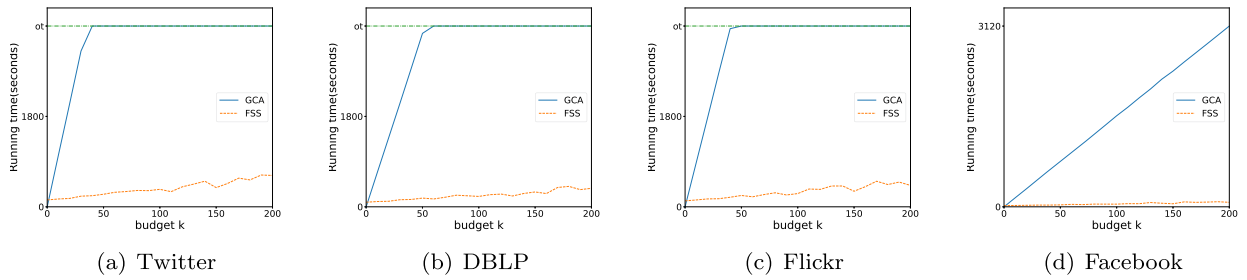 Running time(seconds)
ot
1800
0
0 50 100 150 200
budget k
GCA
FSS
(a) Twitter
Running time(seconds)
ot
1800
0
0 50 100 150 200
budget k
GCA
FSS
(b) DBLP
Running time(seconds)
ot
1800
0
0 50 100 150 200
budget k
GCA
FSS
(c) Flickr
Running time(seconds)
3120
0
0 50 100 150 200
budget k
GCA
FSS
(d) Facebook